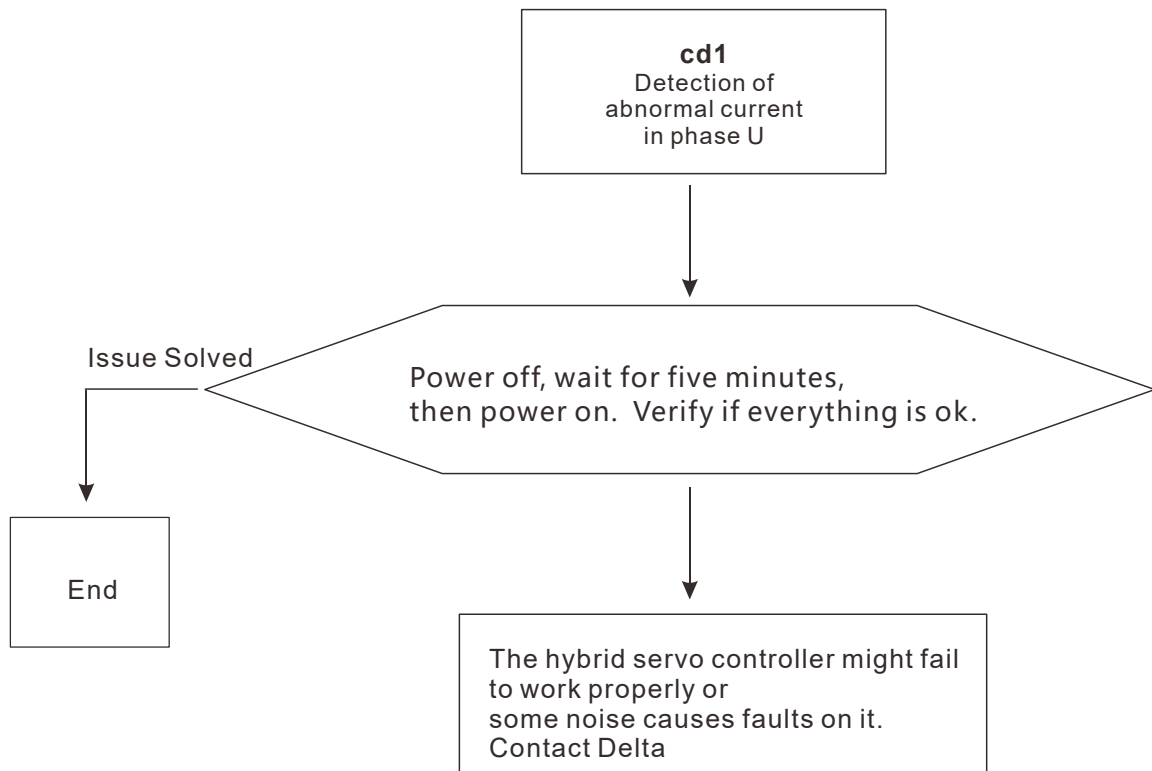 cd1
Detection of
abnormal current
in phase U
Issue Solved
Power off, wait for five minutes,
then power on.  Verify if everything is ok.
End
The hybrid servo controller might fail
to work properly or
some noise causes faults on it.
Contact Delta